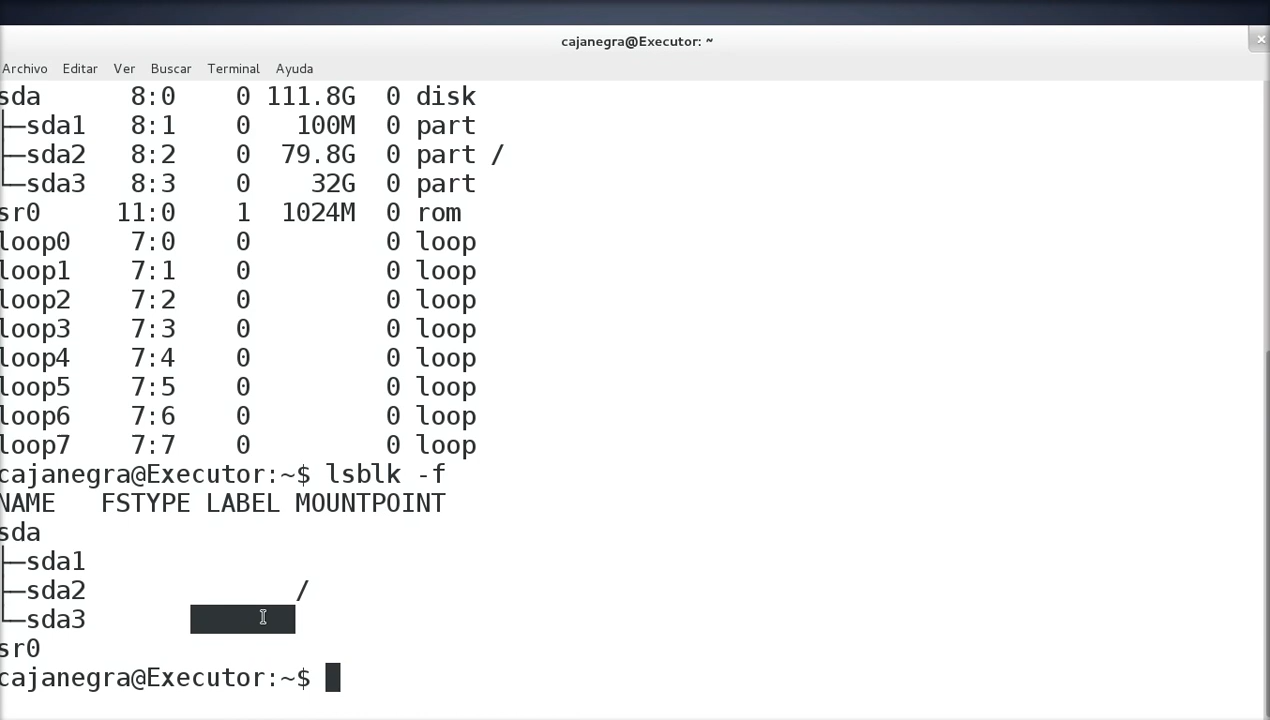 cajanegra@Executor: ~
Archivo Editar Ver Buscar Terminal Ayuda
sda 8:0 0 111.8G 0 disk
├─sda1 8:1 0 100M 0 part
├─sda2 8:2 0 79.8G 0 part /
└─sda3 8:3 0 32G 0 part
sr0 11:0 1 1024M 0 rom
loop0 7:0 0 0 loop
loop1 7:1 0 0 loop
loop2 7:2 0 0 loop
loop3 7:3 0 0 loop
loop4 7:4 0 0 loop
loop5 7:5 0 0 loop
loop6 7:6 0 0 loop
loop7 7:7 0 0 loop
cajanegra@Executor:~$ lsblk -f
NAME FSTYPE LABEL MOUNTPOINT
sda
├─sda1
├─sda2 /
└─sda3
sr0
cajanegra@Executor:~$